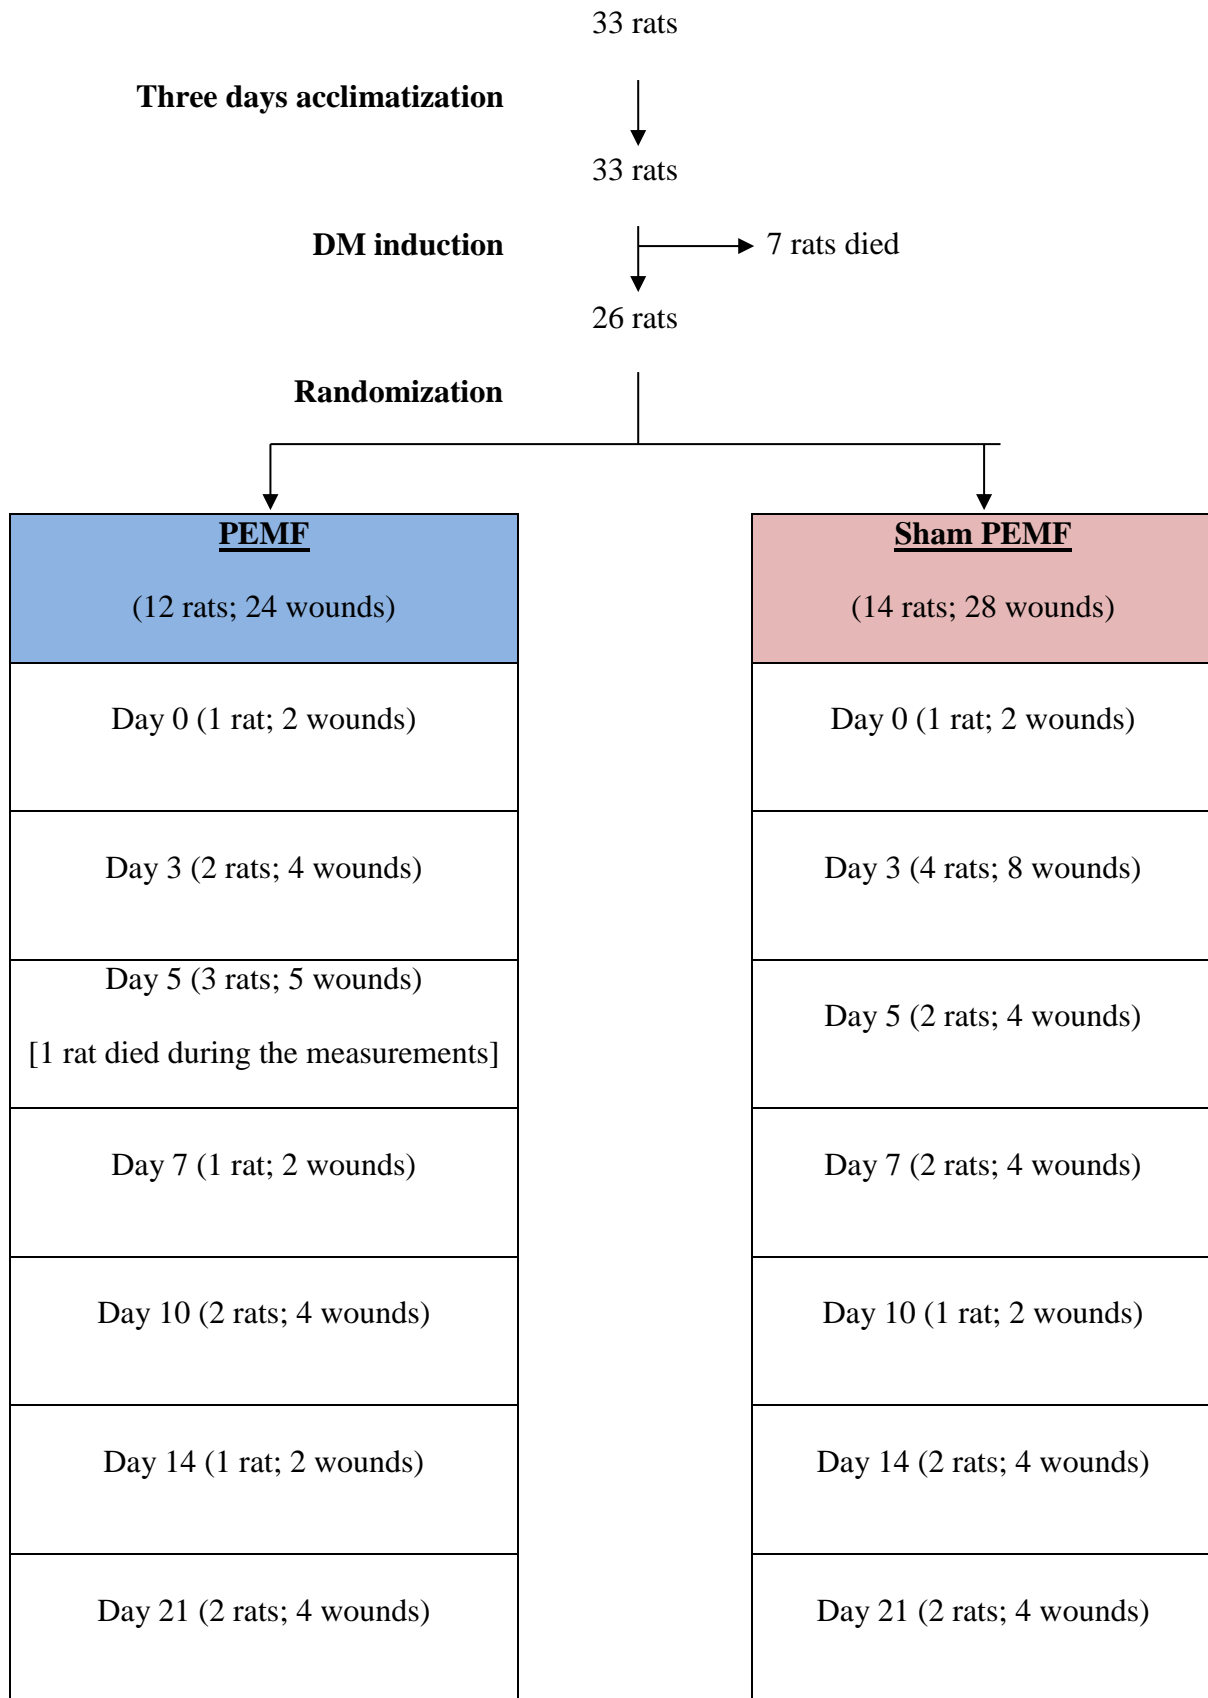 33 rats
Three days acclimatization
33 rats
DM induction
7 rats died
26 rats
Randomization
PEMF
(12 rats; 24 wounds)
Day 0 (1 rat; 2 wounds)
Day 3 (2 rats; 4 wounds)
Day 5 (3 rats; 5 wounds)
[1 rat died during the measurements]
Day 7 (1 rat; 2 wounds)
Day 10 (2 rats; 4 wounds)
Day 14 (1 rat; 2 wounds)
Day 21 (2 rats; 4 wounds)
Sham PEMF
(14 rats; 28 wounds)
Day 0 (1 rat; 2 wounds)
Day 3 (4 rats; 8 wounds)
Day 5 (2 rats; 4 wounds)
Day 7 (2 rats; 4 wounds)
Day 10 (1 rat; 2 wounds)
Day 14 (2 rats; 4 wounds)
Day 21 (2 rats; 4 wounds)